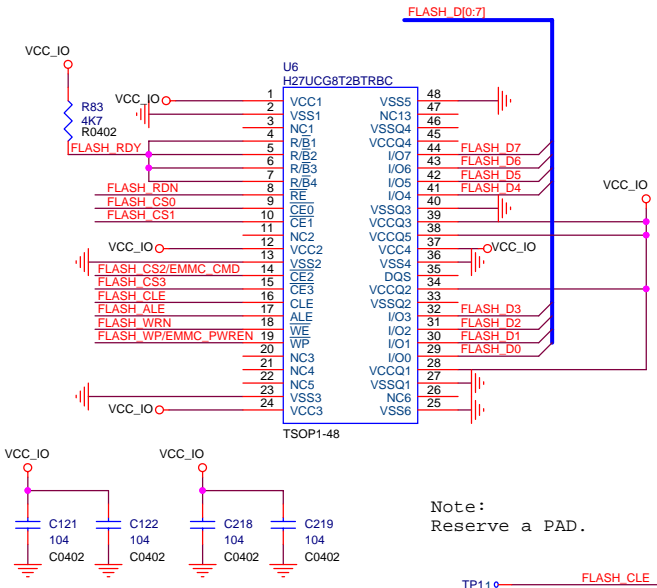 FLASH_D[0:7]
VCC_IO
U6
H27UCG8T2BTRBC
R83
4K7
R0402
VCC_IO
FLASH_RDY
FLASH_RDN
FLASH_CS0
FLASH_CS1
VCC_IO
FLASH_CS2/EMMC_CMD
FLASH_CS3
FLASH_CLE
FLASH_ALE
FLASH_WRN
FLASH_WP/EMMC_PWREN
VCC_IO
1 VCC1
2 VSS1
3 NC1
4 R/B1
5 R/B2
6 R/B3
7 R/B4
8 RE
9 CE0
10 CE1
11 NC2
12 VCC2
13 VSS2
14 CE2
15 CE3
16 CLE
17 ALE
18 WE
19 WP
20 NC3
21 NC4
22 NC5
23 VSS3
24 VCC3
VSS5 48
NC13 47
VSSQ4 46
VCCQ4 45
I/O7 44 FLASH_D7
I/O6 43 FLASH_D6
I/O5 42 FLASH_D5
I/O4 41 FLASH_D4
VSSQ3 40
VCCQ3 39
VCCQ5 38
VCC4 37 VCC_IO
VSS4 36
DQS 35
VCCQ2 34
VSSQ2 33
I/O3 32 FLASH_D3
I/O2 31 FLASH_D2
I/O1 30 FLASH_D1
I/O0 29 FLASH_D0
VCCQ1 28
VSSQ1 27
NC6 26
VSS6 25
VCC_IO
TSOP1-48
VCC_IO
C121
104
C0402
C122
104
C0402
VCC_IO
C218
104
C0402
C219
104
C0402
Note:
Reserve a PAD.
TP11 FLASH_CLE